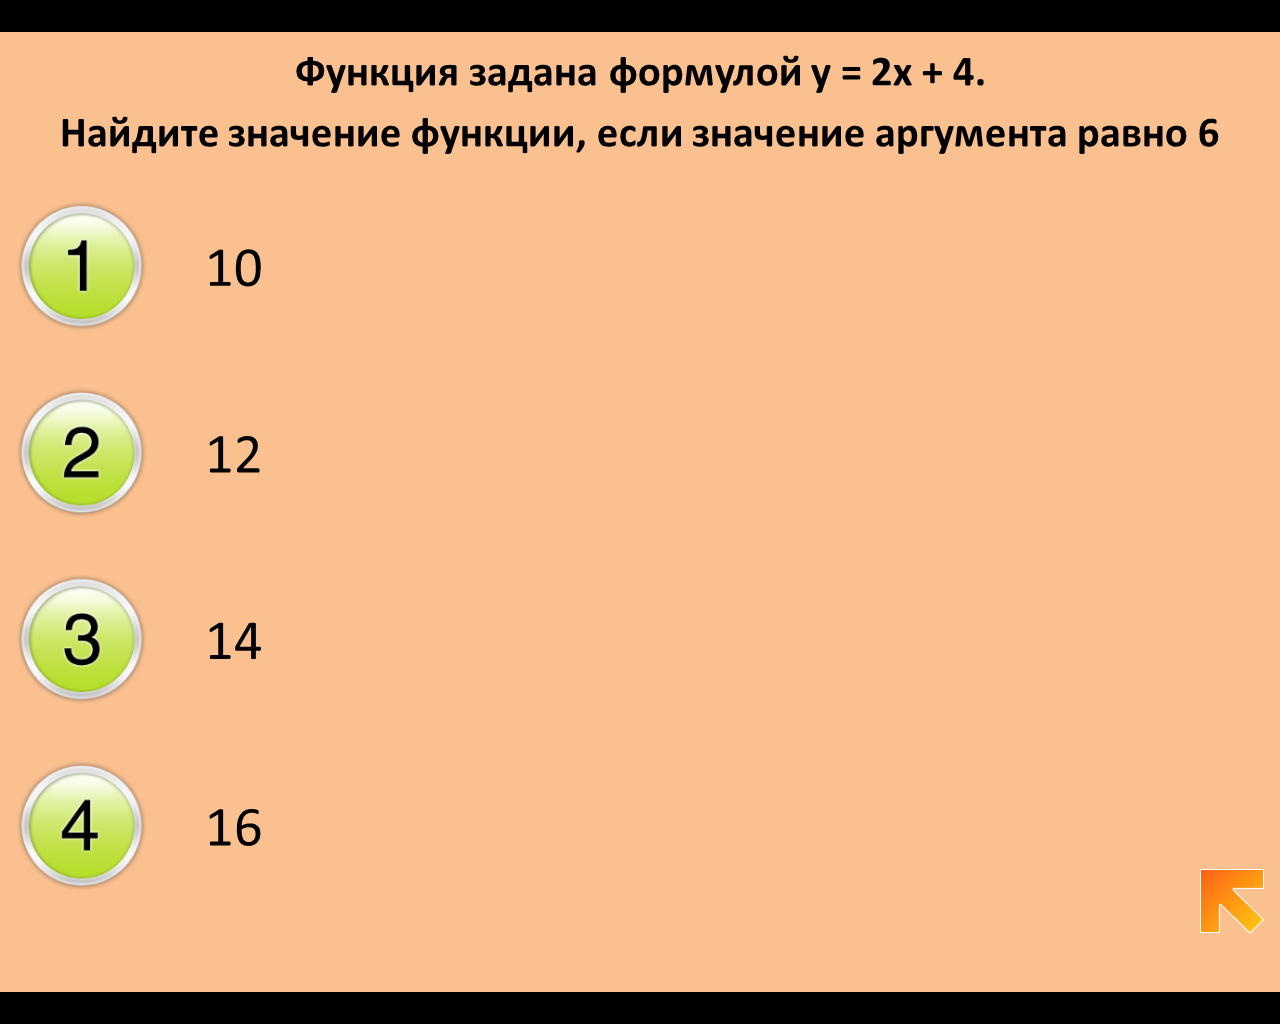 Функция задана формулой у = 2х + 4.
Найдите значение функции, если значение аргумента равно 6
1 10
2 12
3 14
4 16